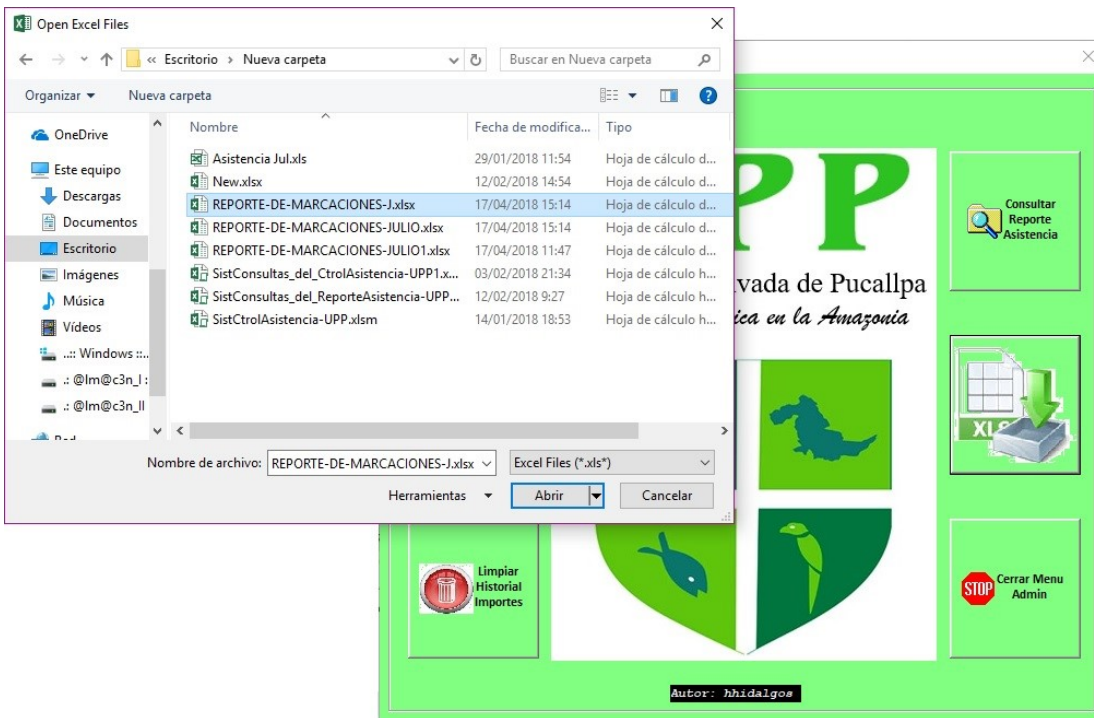 Open Excel Files
« Escritorio › Nueva carpeta
Buscar en Nueva carpeta
Organizar
Nueva carpeta
OneDrive
Este equipo
Descargas
Documentos
Escritorio
Imágenes
Música
Vídeos
..:: Windows ::..
.: @lm@c3n_I :
.: @lm@c3n_II
Nombre Fecha de modifica... Tipo
Asistencia Jul.xls 29/01/2018 11:54 Hoja de cálculo d...
New.xlsx 12/02/2018 14:54 Hoja de cálculo d...
REPORTE-DE-MARCACIONES-J.xlsx 17/04/2018 15:14 Hoja de cálculo d...
REPORTE-DE-MARCACIONES-JULIO.xlsx 17/04/2018 15:14 Hoja de cálculo d...
REPORTE-DE-MARCACIONES-JULIO1.xlsx 17/04/2018 11:47 Hoja de cálculo d...
SistConsultas_del_CtrolAsistencia-UPP1.x... 03/02/2018 21:34 Hoja de cálculo h...
SistConsultas_del_ReporteAsistencia-UPP... 12/02/2018 9:27 Hoja de cálculo h...
SistCtrolAsistencia-UPP.xlsm 14/01/2018 18:53 Hoja de cálculo h...
Nombre de archivo: REPORTE-DE-MARCACIONES-J.xlsx Excel Files (*.xls*)
Herramientas Abrir Cancelar
PP
vada de Pucallpa
ica en la Amazonia
Consultar
Reporte
Asistencia
XLS
Limpiar
Historial
Importes
STOP
Cerrar Menu
Admin
Autor: hhidalgos